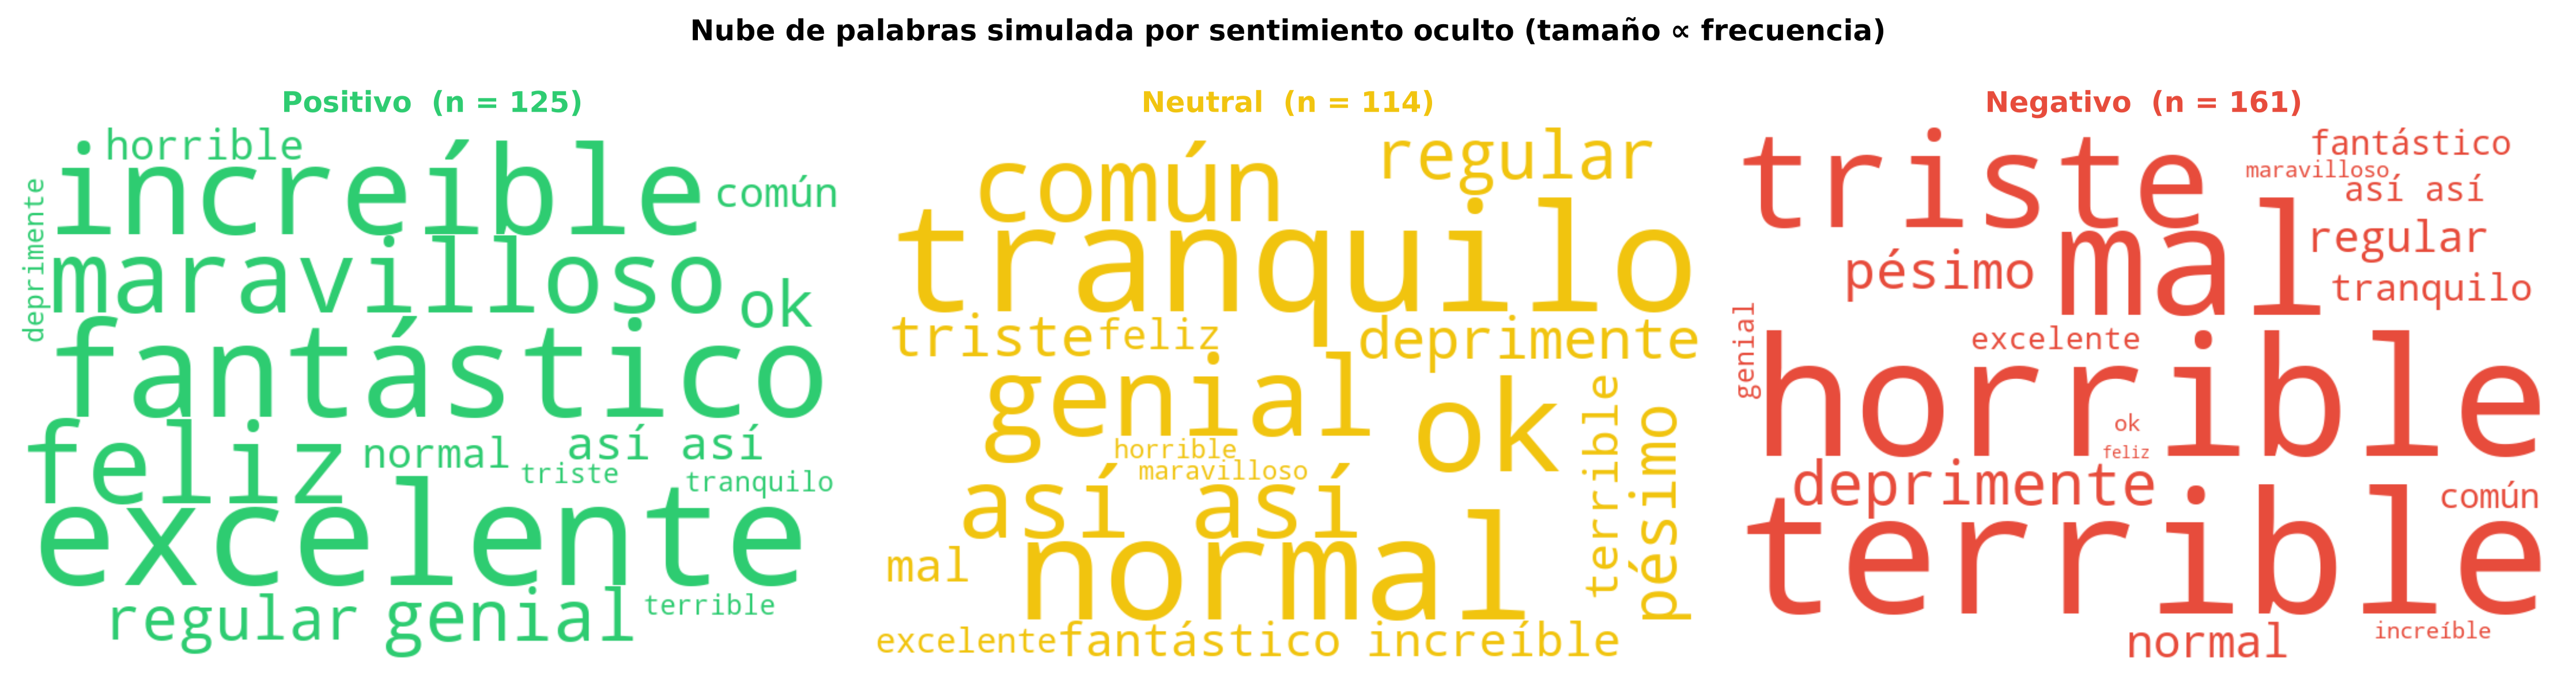 Nube de palabras simulada por sentimiento oculto (tamaño ∝ frecuencia)
Positivo (n = 125)
horrible
increíble
común
deprimente
maravilloso
ok
fantástico
feliz
normal
así así
triste
tranquilo
excelente
regular
genial
terrible
Neutral (n = 114)
regular
común
tranquilo
triste
feliz
deprimente
genial
ok
terrible
pésimo
horrible
maravilloso
así así
mal
normal
excelente
fantástico
increíble
Negativo (n = 161)
triste
fantástico
maravilloso
así así
mal
regular
pésimo
tranquilo
genial
excelente
horrible
ok
feliz
deprimente
común
terrible
normal
increíble